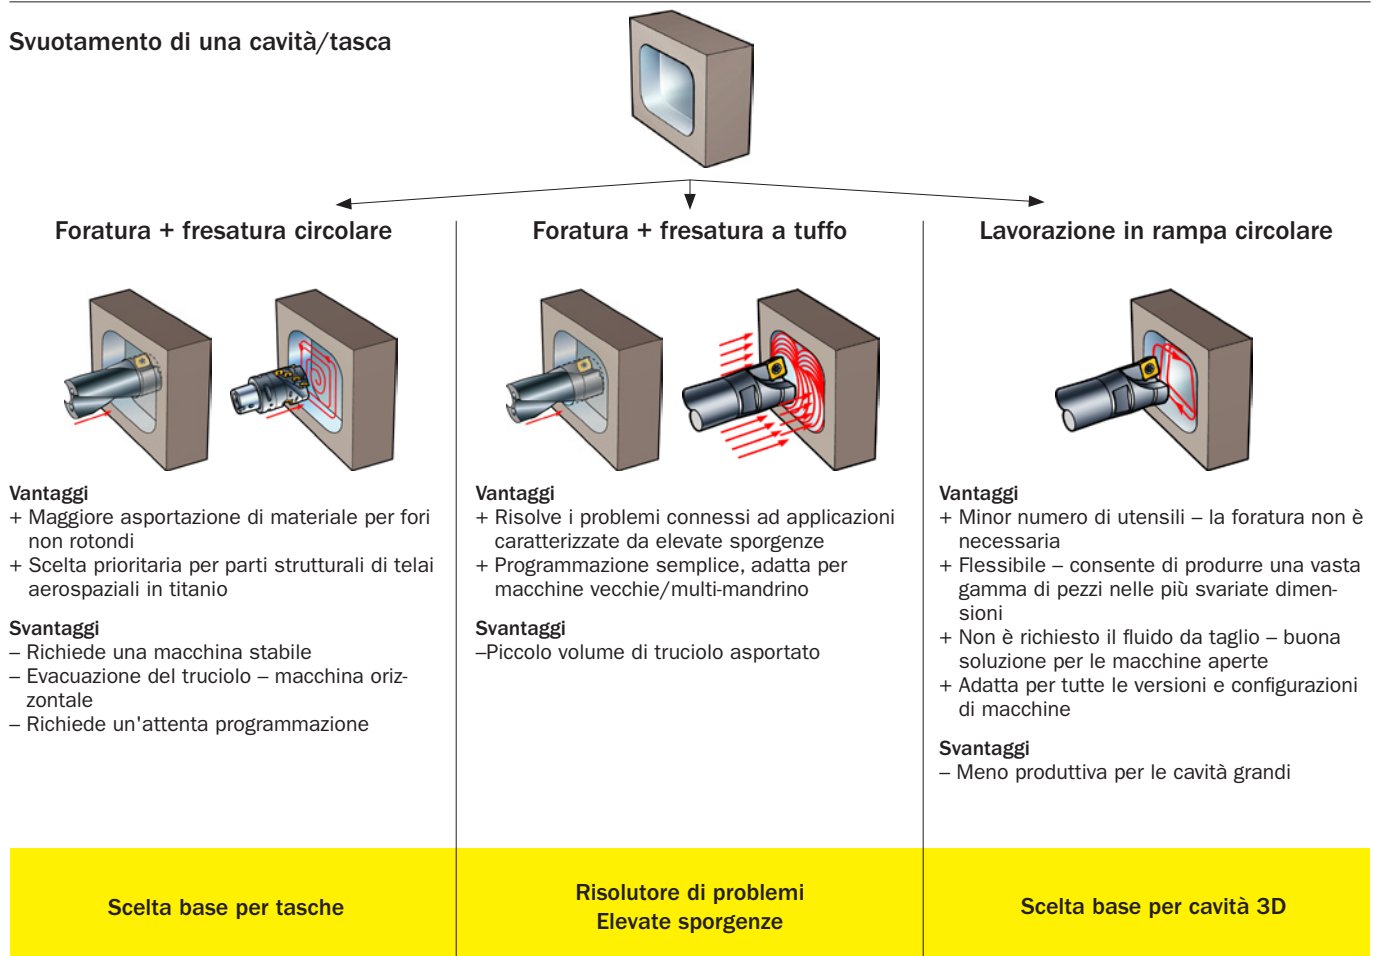 Svuotamento di una cavità/tasca
Foratura + fresatura circolare
Vantaggi
+ Maggiore asportazione di materiale per fori
non rotondi
+ Scelta prioritaria per parti strutturali di telai
aerospaziali in titanio
Svantaggi
– Richiede una macchina stabile
– Evacuazione del truciolo – macchina oriz-
zontale
– Richiede un'attenta programmazione
Scelta base per tasche
Foratura + fresatura a tuffo
Vantaggi
+ Risolve i problemi connessi ad applicazioni
caratterizzate da elevate sporgenze
+ Programmazione semplice, adatta per
macchine vecchie/multi-mandrino
Svantaggi
–Piccolo volume di truciolo asportato
Risolutore di problemi
Elevate sporgenze
Lavorazione in rampa circolare
Vantaggi
+ Minor numero di utensili – la foratura non è
necessaria
+ Flessibile – consente di produrre una vasta
gamma di pezzi nelle più svariate dimen-
sioni
+ Non è richiesto il fluido da taglio – buona
soluzione per le macchine aperte
+ Adatta per tutte le versioni e configurazioni
di macchine
Svantaggi
– Meno produttiva per le cavità grandi
Scelta base per cavità 3D